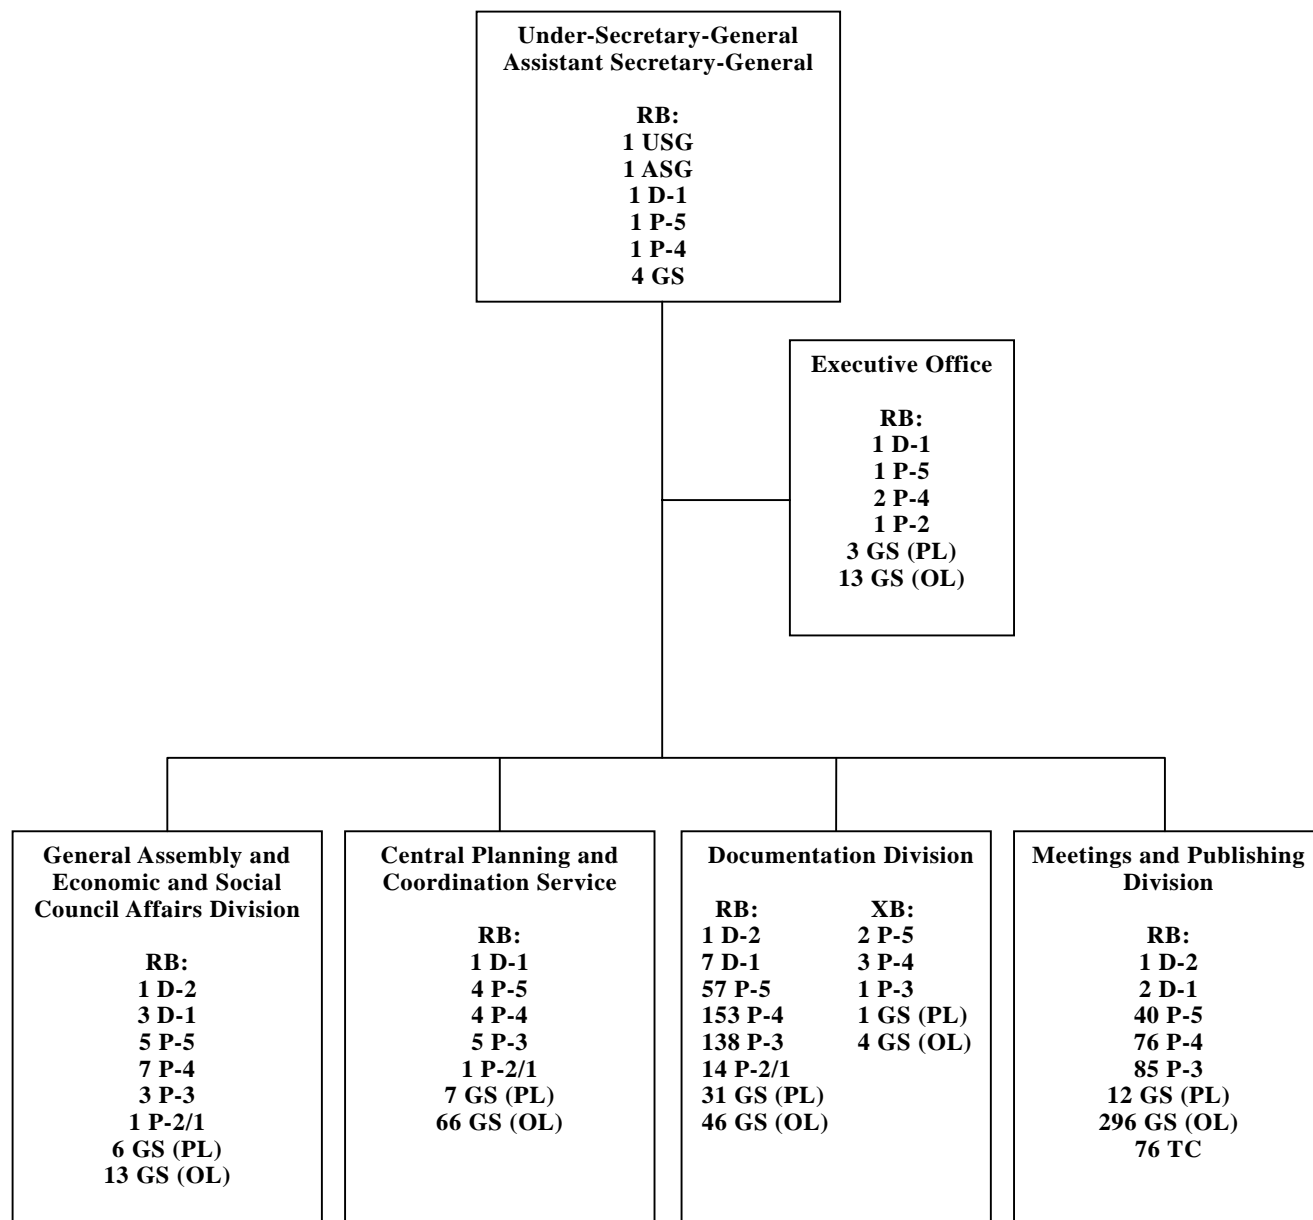 Under-Secretary-General
Assistant Secretary-General
RB:
1 USG
1 ASG
1 D-1
1 P-5
1 P-4
4 GS
Executive Office
RB:
1 D-1
1 P-5
2 P-4
1 P-2
3 GS (PL)
13 GS (OL)
General Assembly and
Economic and Social
Council Affairs Division
RB:
1 D-2
3 D-1
5 P-5
7 P-4
3 P-3
1 P-2/1
6 GS (PL)
13 GS (OL)
Central Planning and
Coordination Service
RB:
1 D-1
4 P-5
4 P-4
5 P-3
1 P-2/1
7 GS (PL)
66 GS (OL)
Documentation Division
RB:
1 D-2
7 D-1
57 P-5
153 P-4
138 P-3
14 P-2/1
31 GS (PL)
46 GS (OL)
XB:
2 P-5
3 P-4
1 P-3
1 GS (PL)
4 GS (OL)
Meetings and Publishing
Division
RB:
1 D-2
2 D-1
40 P-5
76 P-4
85 P-3
12 GS (PL)
296 GS (OL)
76 TC